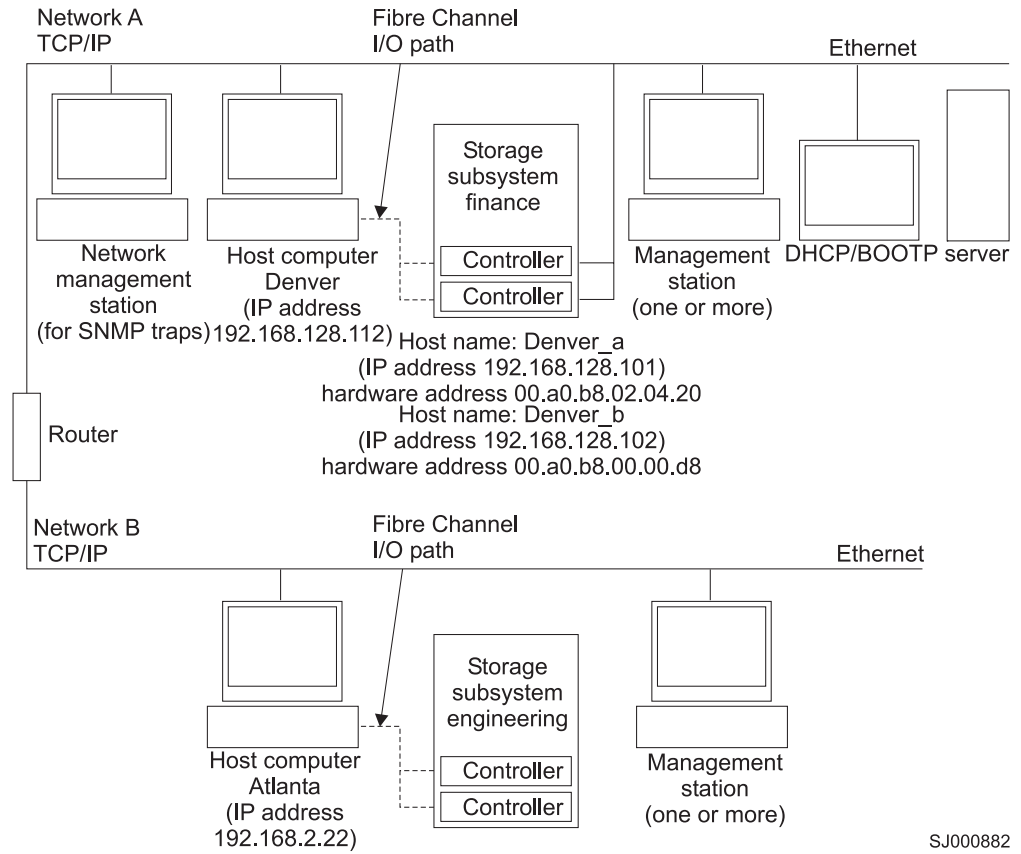 Network A
TCP/IP
Fibre Channel
I/O path
Ethernet
Storage
subsystem
finance
Controller
Controller
Network
management
station
(for SNMP traps)
Host computer
Denver
(IP address
192.168.128.112)
Management
station
(one or more)
DHCP/BOOTP server
Host name: Denver_a
(IP address 192.168.128.101)
hardware address 00.a0.b8.02.04.20
Host name: Denver_b
(IP address 192.168.128.102)
hardware address 00.a0.b8.00.00.d8
Router
Network B
TCP/IP
Fibre Channel
I/O path
Ethernet
Storage
subsystem
engineering
Controller
Controller
Host computer
Atlanta
(IP address
192.168.2.22)
Management
station
(one or more)
SJ000882